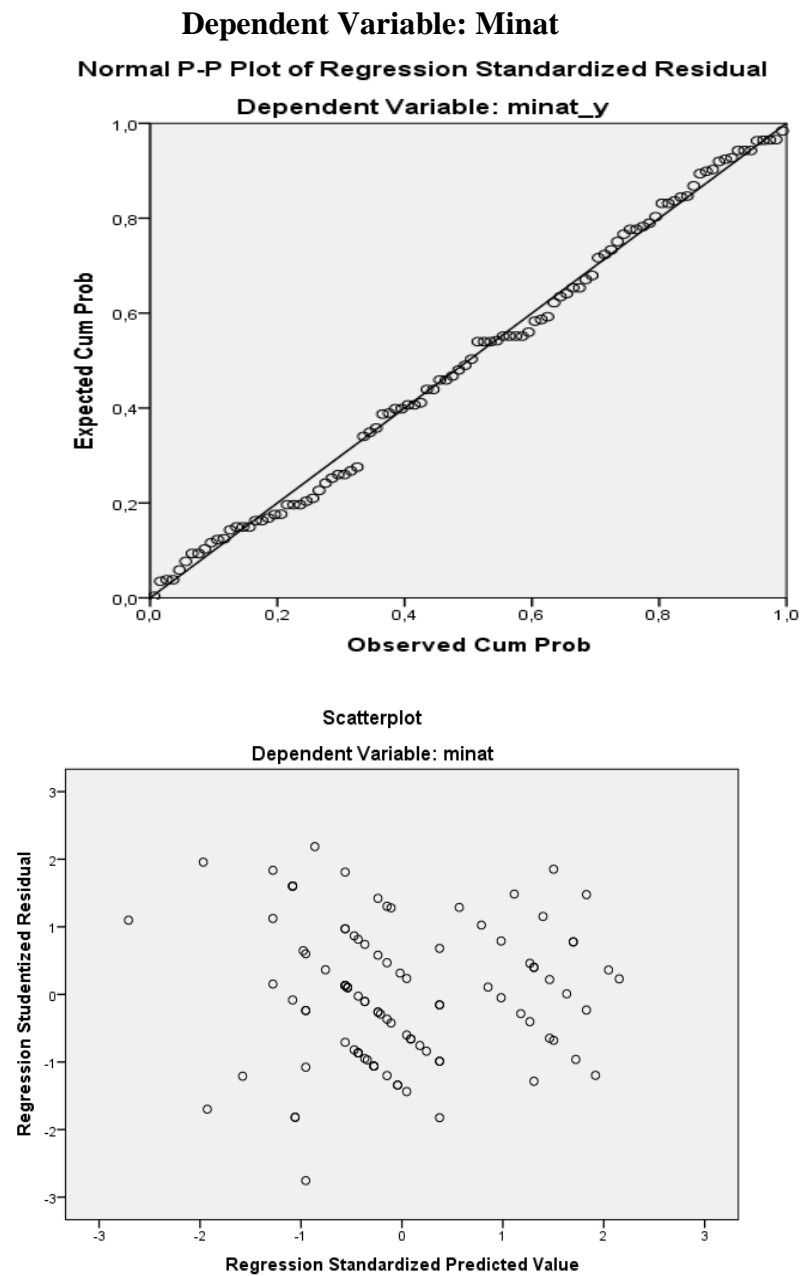 Dependent Variable: Minat
Normal P-P Plot of Regression Standardized Residual
Dependent Variable: minat_y
1,0
0,8
0,6
0,4
0,2
0,0
Expected Cum Prob
0,0 0,2 0,4 0,6 0,8 1,0
Observed Cum Prob
Scatterplot
Dependent Variable: minat
3
2
1
0
-1
-2
-3
Regression Studentized Residual
-3 -2 -1 0 1 2 3
Regression Standardized Predicted Value